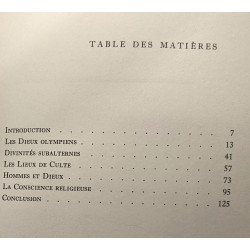 TABLE DES MATIÈRES
Introduction . . . . . . . . . . 7
Les Dieux olympiens . . . . . . . . 13
Divinités subalternes . . . . . . . . 41
Les Lieux de Culte . . . . . . . . 57
Hommes et Dieux . . . . . . . . 73
La Conscience religieuse . . . . . . . 95
Conclusion . . . . . . . . . . 125